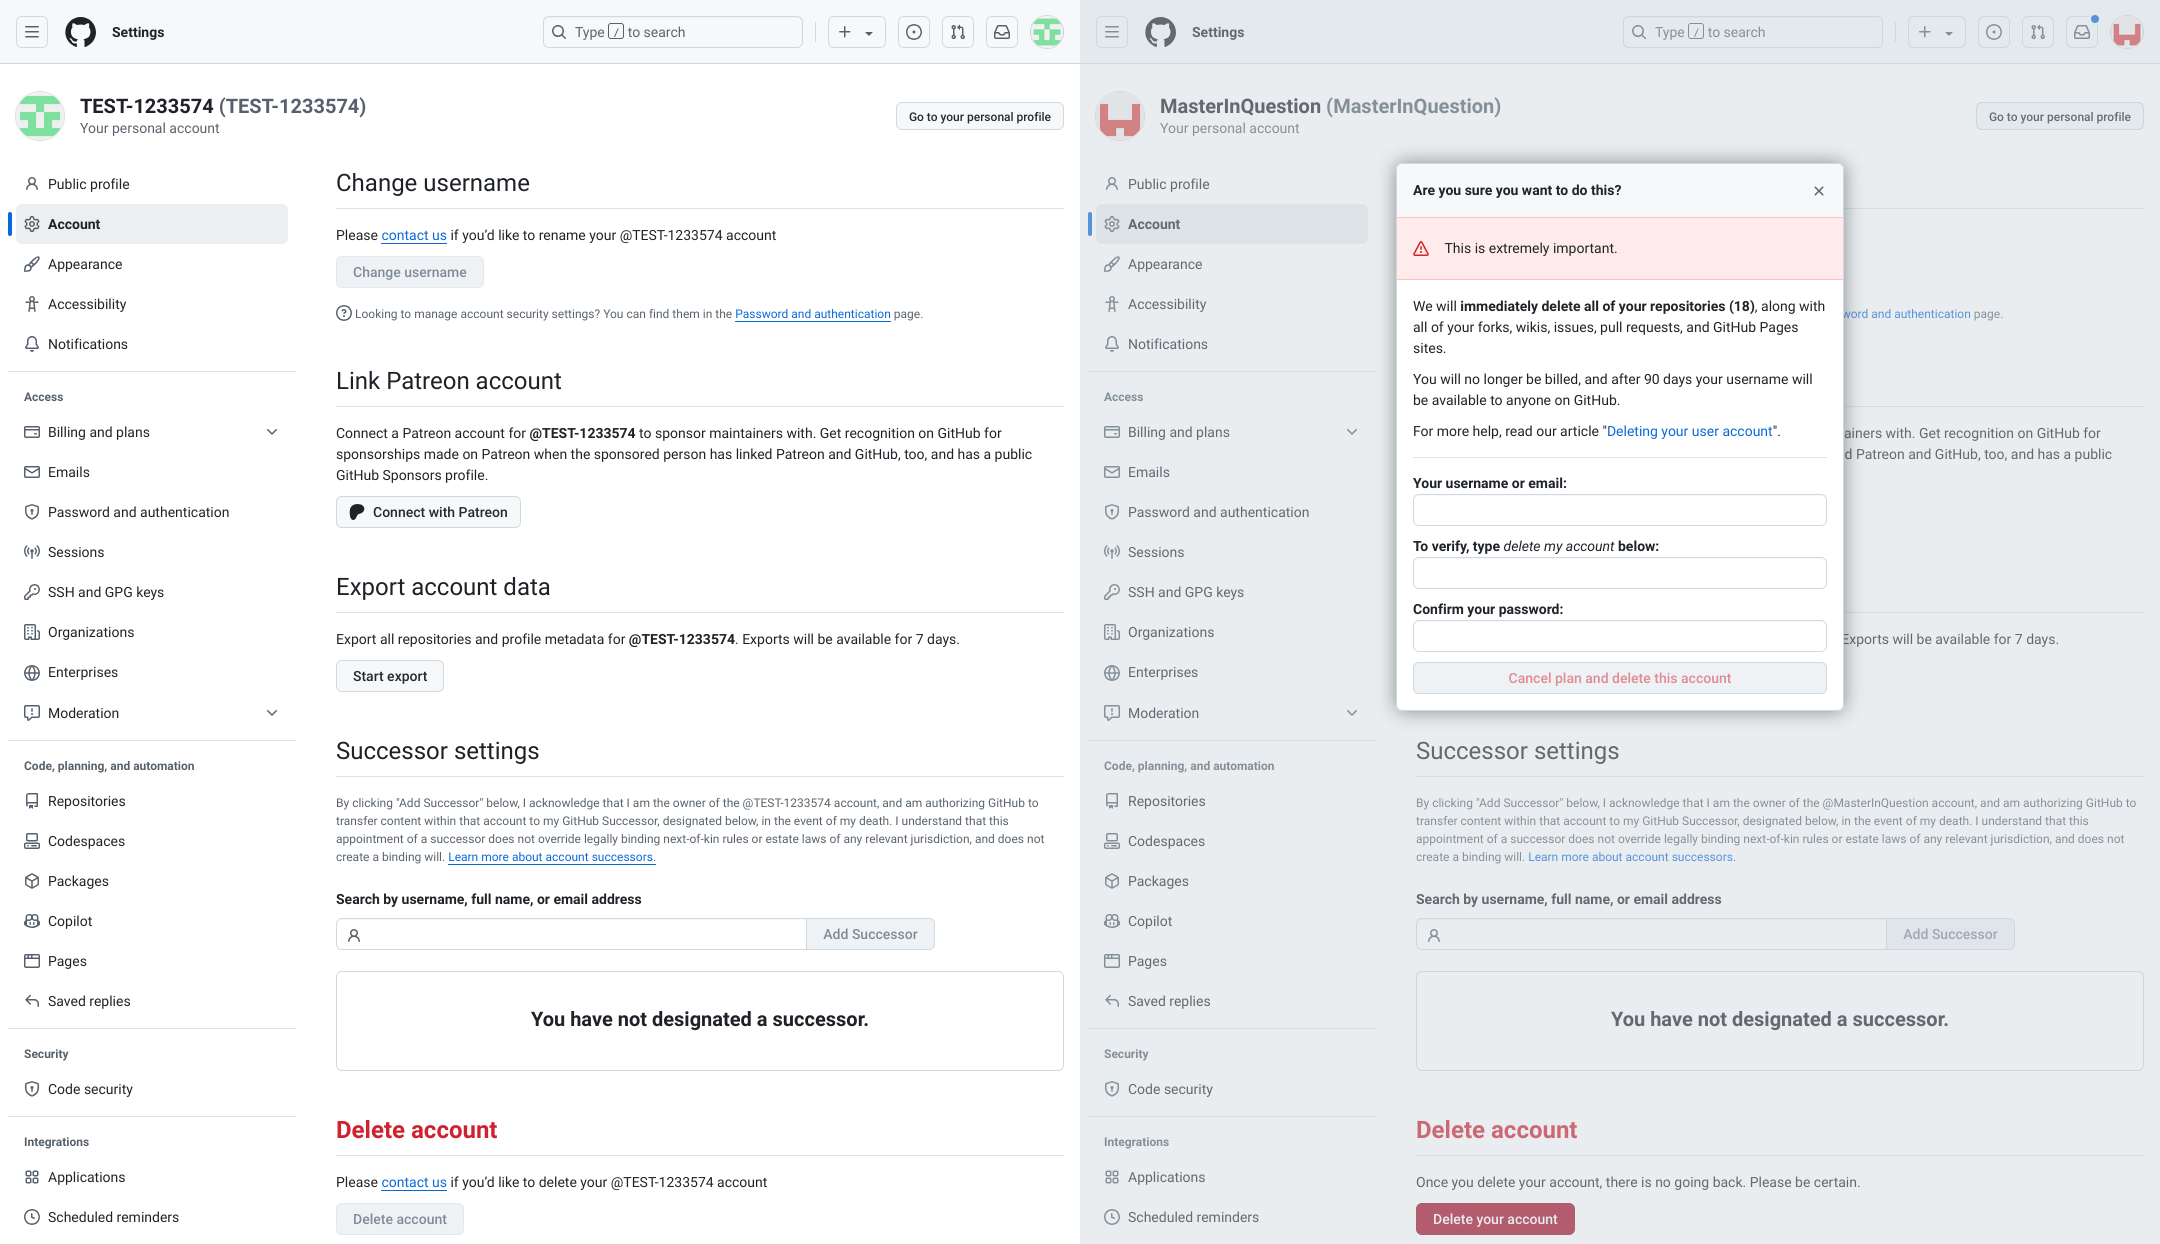 Settings
Type / to search
TEST-1233574 (TEST-1233574)
Your personal account
Go to your personal profile
Public profile
Account
Appearance
Accessibility
Notifications
Access
Billing and plans
Emails
Password and authentication
Sessions
SSH and GPG keys
Organizations
Enterprises
Moderation
Code, planning, and automation
Repositories
Codespaces
Packages
Copilot
Pages
Saved replies
Security
Code security
Integrations
Applications
Scheduled reminders
Change username
Please contact us if you’d like to rename your @TEST-1233574 account
Change username
Looking to manage account security settings? You can find them in the Password and authentication page.
Link Patreon account
Connect a Patreon account for @TEST-1233574 to sponsor maintainers with. Get recognition on GitHub for
sponsorships made on Patreon when the sponsored person has linked Patreon and GitHub, too, and has a public
GitHub Sponsors profile.
Connect with Patreon
Export account data
Export all repositories and profile metadata for @TEST-1233574. Exports will be available for 7 days.
Start export
Successor settings
By clicking "Add Successor" below, I acknowledge that I am the owner of the @TEST-1233574 account, and am authorizing GitHub to
transfer content within that account to my GitHub Successor, designated below, in the event of my death. I understand that this
appointment of a successor does not override legally binding next-of-kin rules or estate laws of any relevant jurisdiction, and does not
create a binding will. Learn more about account successors.
Search by username, full name, or email address
Add Successor
You have not designated a successor.
Delete account
Please contact us if you’d like to delete your @TEST-1233574 account
Delete account
Settings
Type / to search
MasterInQuestion (MasterInQuestion)
Your personal account
Go to your personal profile
Public profile
Account
Appearance
Accessibility
Notifications
Access
Billing and plans
Emails
Password and authentication
Sessions
SSH and GPG keys
Organizations
Enterprises
Moderation
Code, planning, and automation
Repositories
Codespaces
Packages
Copilot
Pages
Saved replies
Security
Code security
Integrations
Applications
Scheduled reminders
Are you sure you want to do this?
This is extremely important.
We will immediately delete all of your repositories (18), along with
all of your forks, wikis, issues, pull requests, and GitHub Pages
sites.
You will no longer be billed, and after 90 days your username will
be available to anyone on GitHub.
For more help, read our article "Deleting your user account".
Your username or email:
To verify, type delete my account below:
Confirm your password:
Cancel plan and delete this account
and authentication page.
with. Get recognition on GitHub for
Patreon and GitHub, too, and has a public
Exports will be available for 7 days.
Successor settings
By clicking "Add Successor" below, I acknowledge that I am the owner of the @MasterInQuestion account, and am authorizing GitHub to
transfer content within that account to my GitHub Successor, designated below, in the event of my death. I understand that this
appointment of a successor does not override legally binding next-of-kin rules or estate laws of any relevant jurisdiction, and does not
create a binding will. Learn more about account successors.
Search by username, full name, or email address
Add Successor
You have not designated a successor.
Delete account
Once you delete your account, there is no going back. Please be certain.
Delete your account